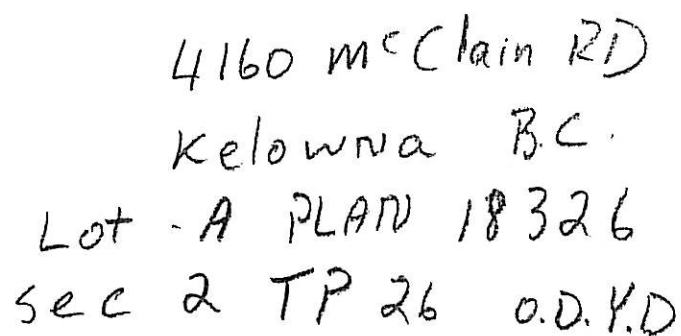 4160 McClain RD
Kelowna B.C.
Lot - A PLAN 18326
Sec 2 TP 26 O.D.Y.D